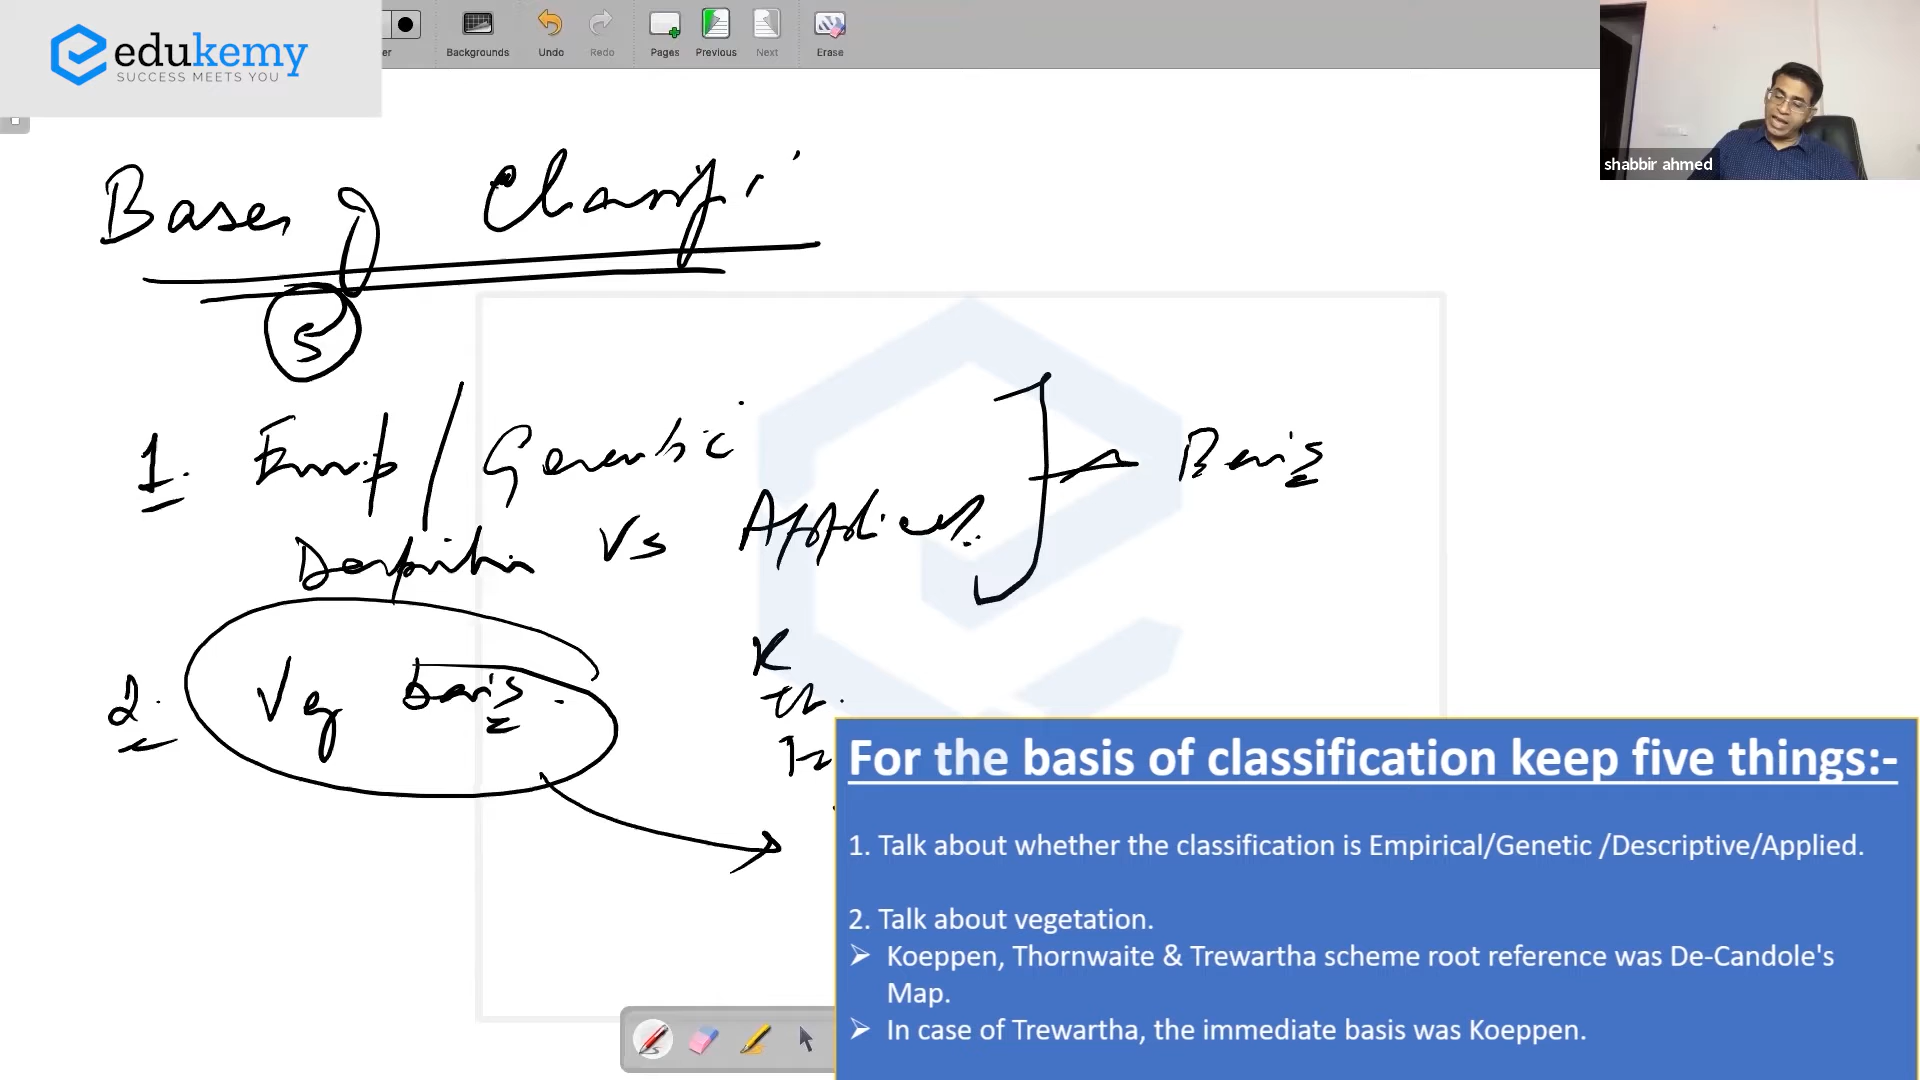 edukemy
SUCCESS MEETS YOU
er
Backgrounds
Undo
Redo
Pages
Previous
Next
Erase
shabbir ahmed
Bases of Classifi
5
1. Emp/Genetic
Vs Applied.
Basis
2. Veg basis.
K
th.
Tr
For the basis of classification keep five things:-
1. Talk about whether the classification is Empirical/Genetic /Descriptive/Applied.
2. Talk about vegetation.
➢ Koeppen, Thornwaite & Trewartha scheme root reference was De-Candole's
Map.
➢ In case of Trewartha, the immediate basis was Koeppen.